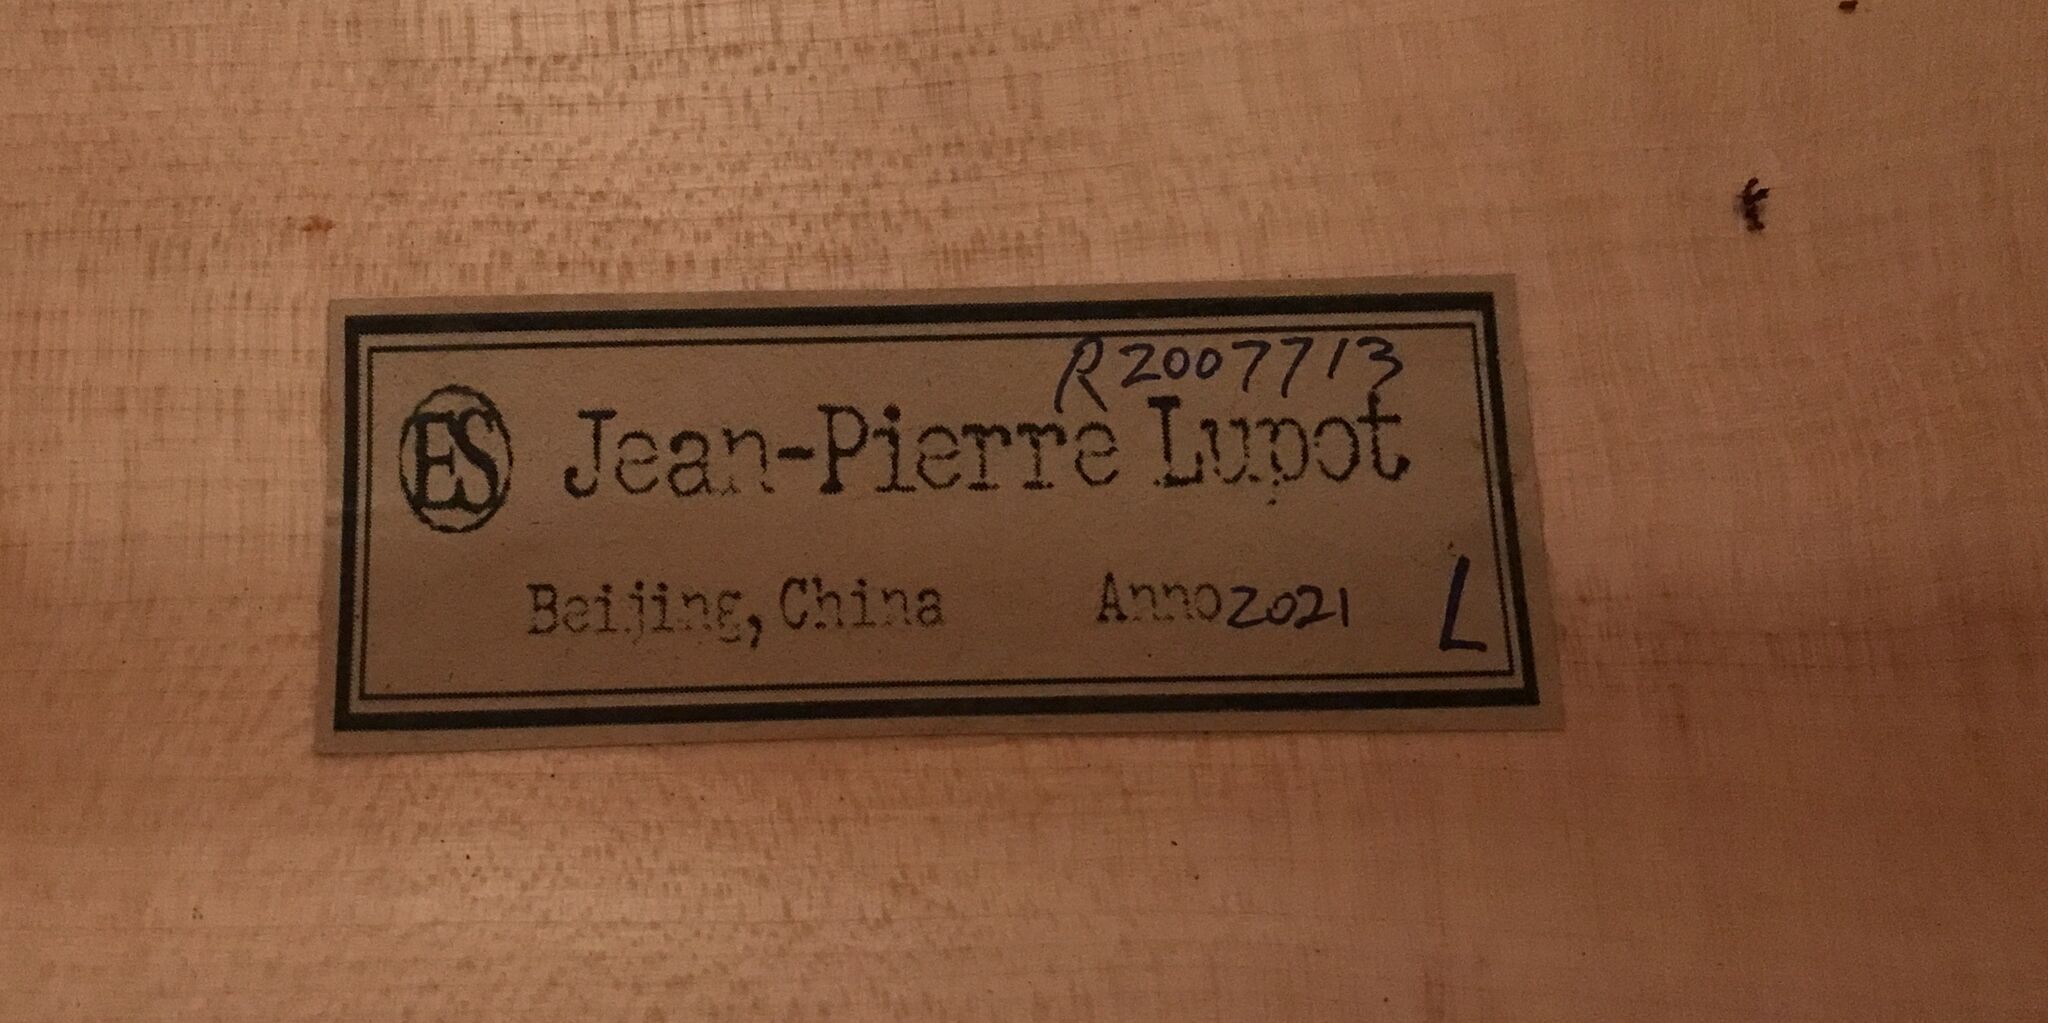 R2007713
ES Jean-Pierre Lupot
Beijing, China Anno 2021 L